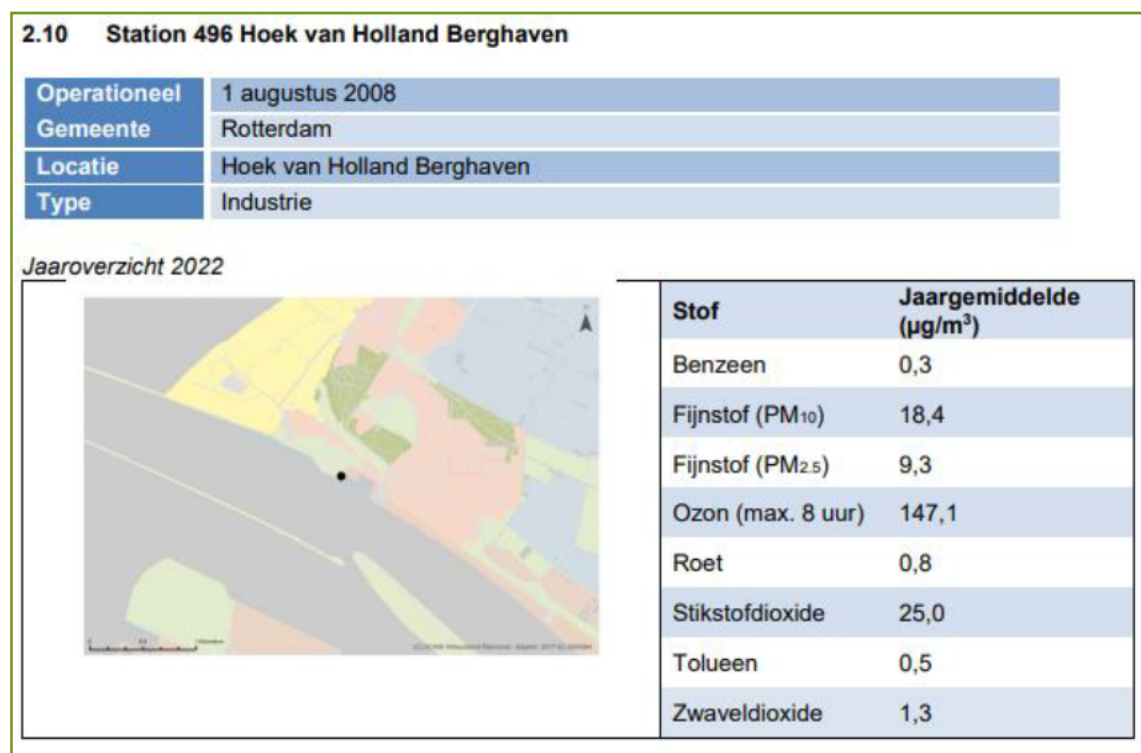 2.10 Station 496 Hoek van Holland Berghaven
Operationeel 1 augustus 2008
Gemeente Rotterdam
Locatie Hoek van Holland Berghaven
Type Industrie
Jaaroverzicht 2022
Stof Jaargemiddelde
(µg/m³)
Benzeen 0,3
Fijnstof (PM₁₀) 18,4
Fijnstof (PM₂.₅) 9,3
Ozon (max. 8 uur) 147,1
Roet 0,8
Stikstofdioxide 25,0
Tolueen 0,5
Zwaveldioxide 1,3